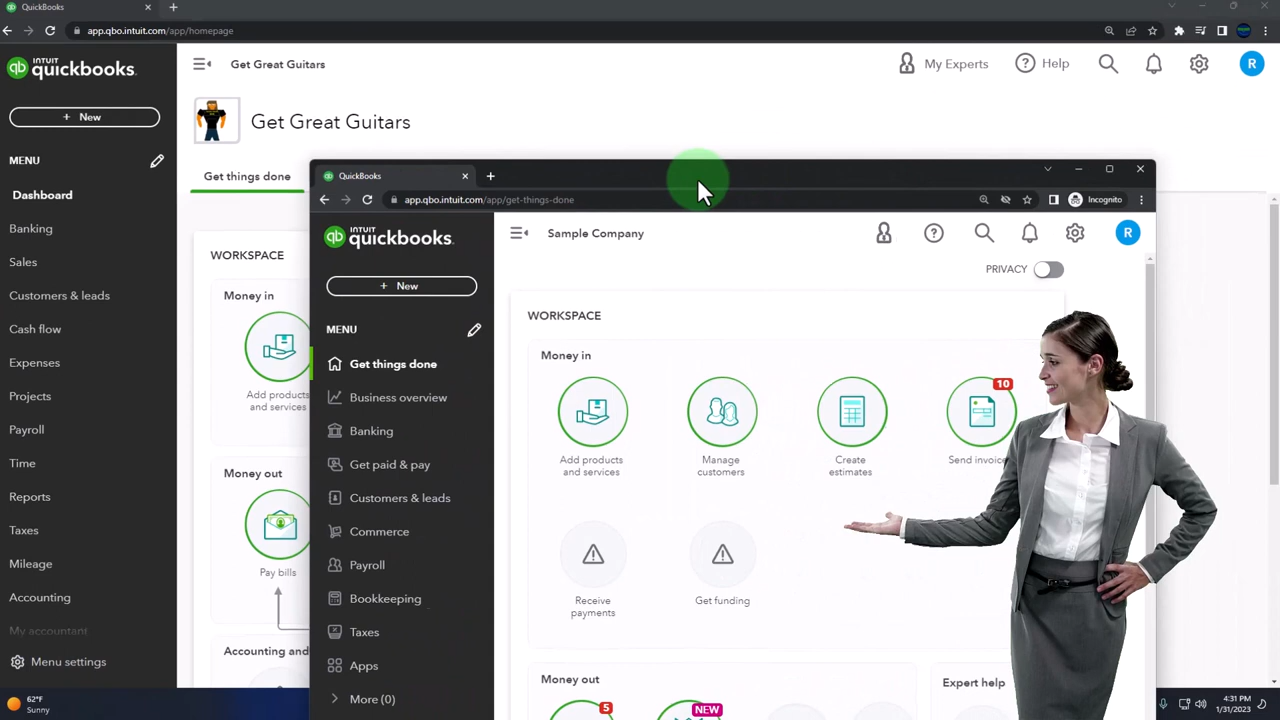 QuickBooks
app.qbo.intuit.com/app/homepage
INTUIT
quickbooks.
Get Great Guitars
My Experts
Help
R
+ New
Get Great Guitars
MENU
Get things done
Dashboard
Banking
Sales
Customers & leads
Cash flow
Expenses
Projects
Payroll
Time
Reports
Taxes
Mileage
Accounting
My accountant
Menu settings
WORKSPACE
Money in
Add products
and services
Money out
Pay bills
Accounting and
QuickBooks
app.qbo.intuit.com/app/get-things-done
Incognito
INTUIT
quickbooks.
Sample Company
R
+ New
PRIVACY
MENU
Get things done
Business overview
Banking
Get paid & pay
Customers & leads
Commerce
Payroll
Bookkeeping
Taxes
Apps
More (0)
WORKSPACE
Money in
10
Add products
and services
Manage
customers
Create
estimates
Send invoice
Receive
payments
Get funding
Money out
Expert help
5
NEW
62°F
Sunny
4:31 PM
1/31/2023